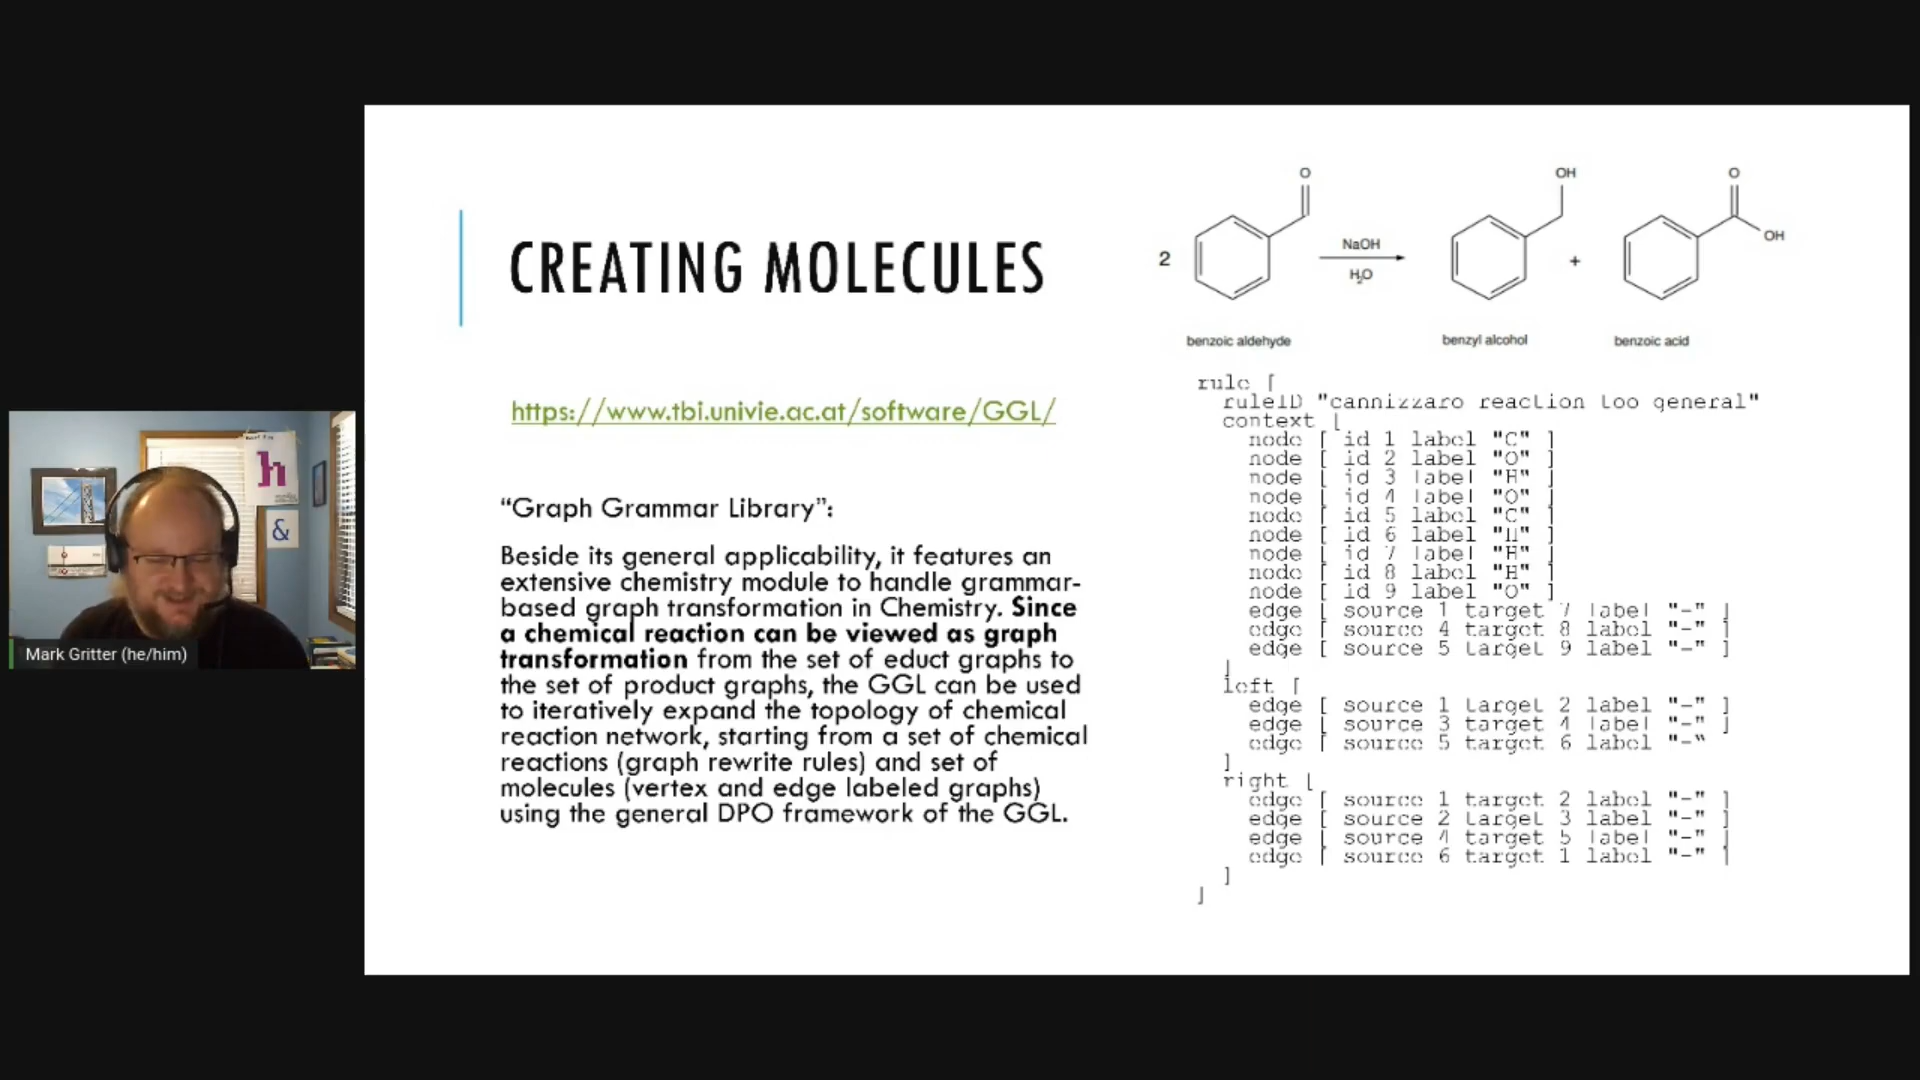 CREATING MOLECULES
https://www.tbi.univie.ac.at/software/GGL/
“Graph Grammar Library”:
Beside its general applicability, it features an
extensive chemistry module to handle grammar-
based graph transformation in Chemistry. Since
a chemical reaction can be viewed as graph
transformation from the set of educt graphs to
the set of product graphs, the GGL can be used
to iteratively expand the topology of chemical
reaction network, starting from a set of chemical
reactions (graph rewrite rules) and set of
molecules (vertex and edge labeled graphs)
using the general DPO framework of the GGL.
O
OH
O
OH
2
NaOH
H2O
+
benzoic aldehyde
benzyl alcohol
benzoic acid
rule [
ruleID "cannizzaro reaction too general"
context [
node [ id 1 label "C" ]
node [ id 2 label "O" ]
node [ id 3 label "H" ]
node [ id 4 label "O" ]
node [ id 5 label "C" ]
node [ id 6 label "H" ]
node [ id 7 label "H" ]
node [ id 8 label "H" ]
node [ id 9 label "O" ]
edge [ source 1 target 7 label "-" ]
edge [ source 4 target 8 label "-" ]
edge [ source 5 target 9 label "-" ]
]
left [
edge [ source 1 target 2 label "-" ]
edge [ source 3 target 4 label "-" ]
edge [ source 5 target 6 label "-“
]
right [
edge [ source 1 target 2 label "-" ]
edge [ source 2 target 3 label "-" ]
edge [ source 4 target 5 label "-" ]
edge [ source 6 target 1 label "-" ]
]
]
h
&
Mark Gritter (he/him)